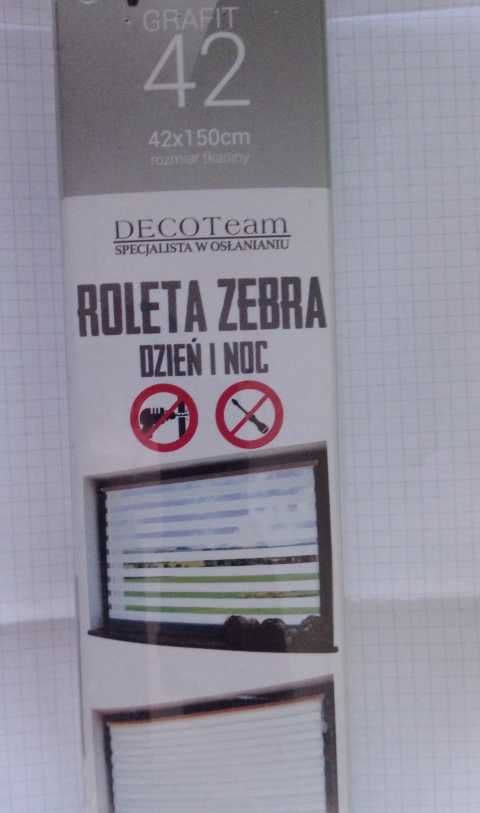 GRAFIT
42
42x150cm
rozmiar tkaniny
DECOTeam
SPECJALISTA W OSŁANIANIU
ROLETA ZEBRA
DZIEŃ I NOC